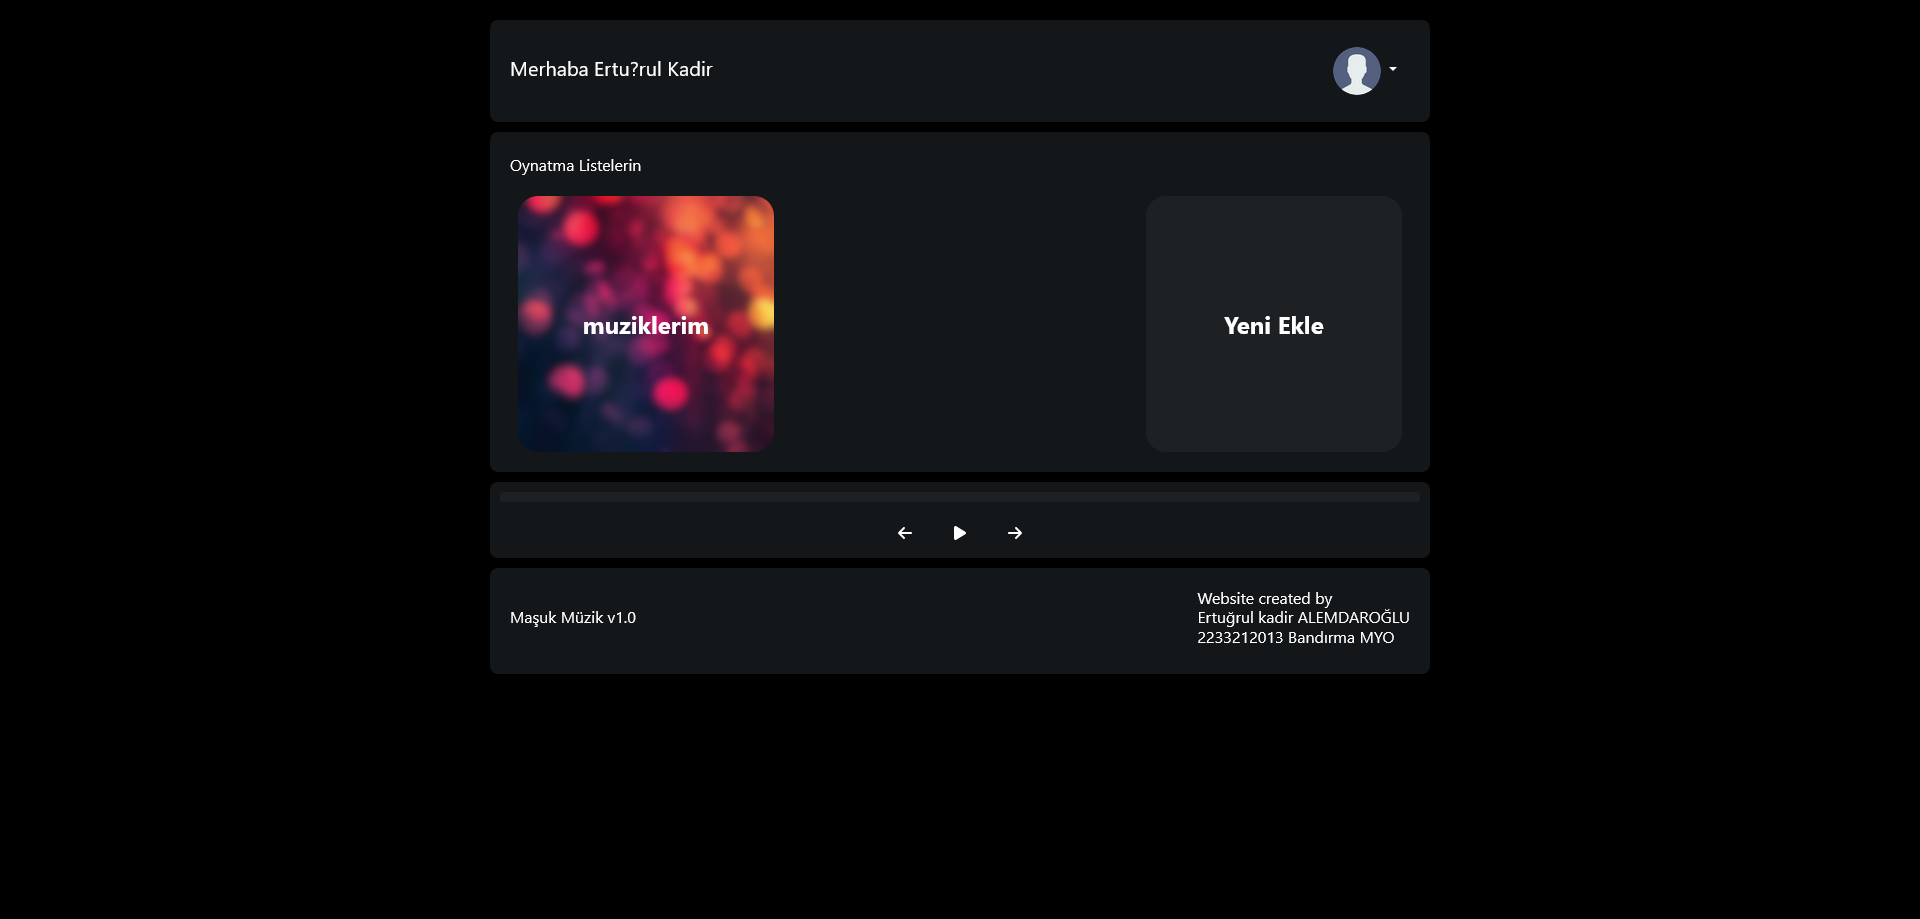 Merhaba Ertu?rul Kadir
Oynatma Listelerin
muziklerim
Yeni Ekle
Maşuk Müzik v1.0
Website created by
Ertuğrul kadir ALEMDAROĞLU
2233212013 Bandırma MYO